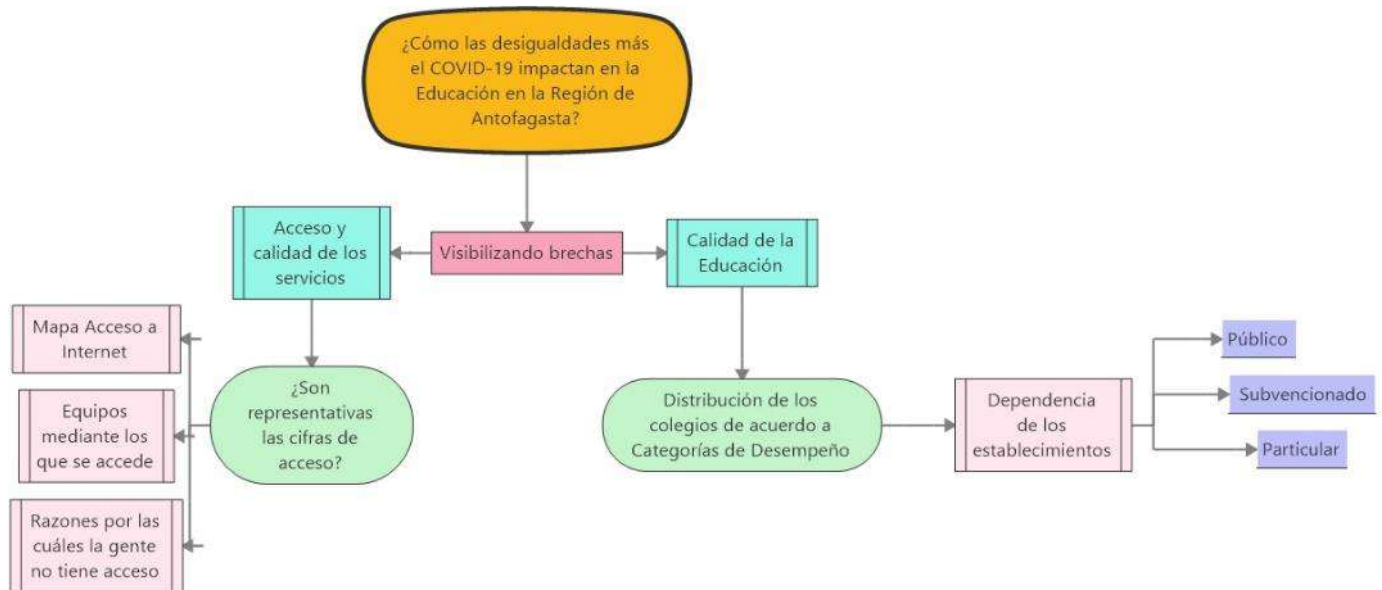 ¿Cómo las desigualdades más
el COVID-19 impactan en la
Educación en la Región de
Antofagasta?
Acceso y
calidad de los
servicios
Visibilizando brechas
Calidad de la
Educación
Mapa Acceso a
Internet
Equipos
mediante los
que se accede
Razones por las
cuáles la gente
no tiene acceso
¿Son
representativas
las cifras de
acceso?
Distribución de los
colegios de acuerdo a
Categorías de Desempeño
Dependencia
de los
establecimientos
Público
Subvencionado
Particular